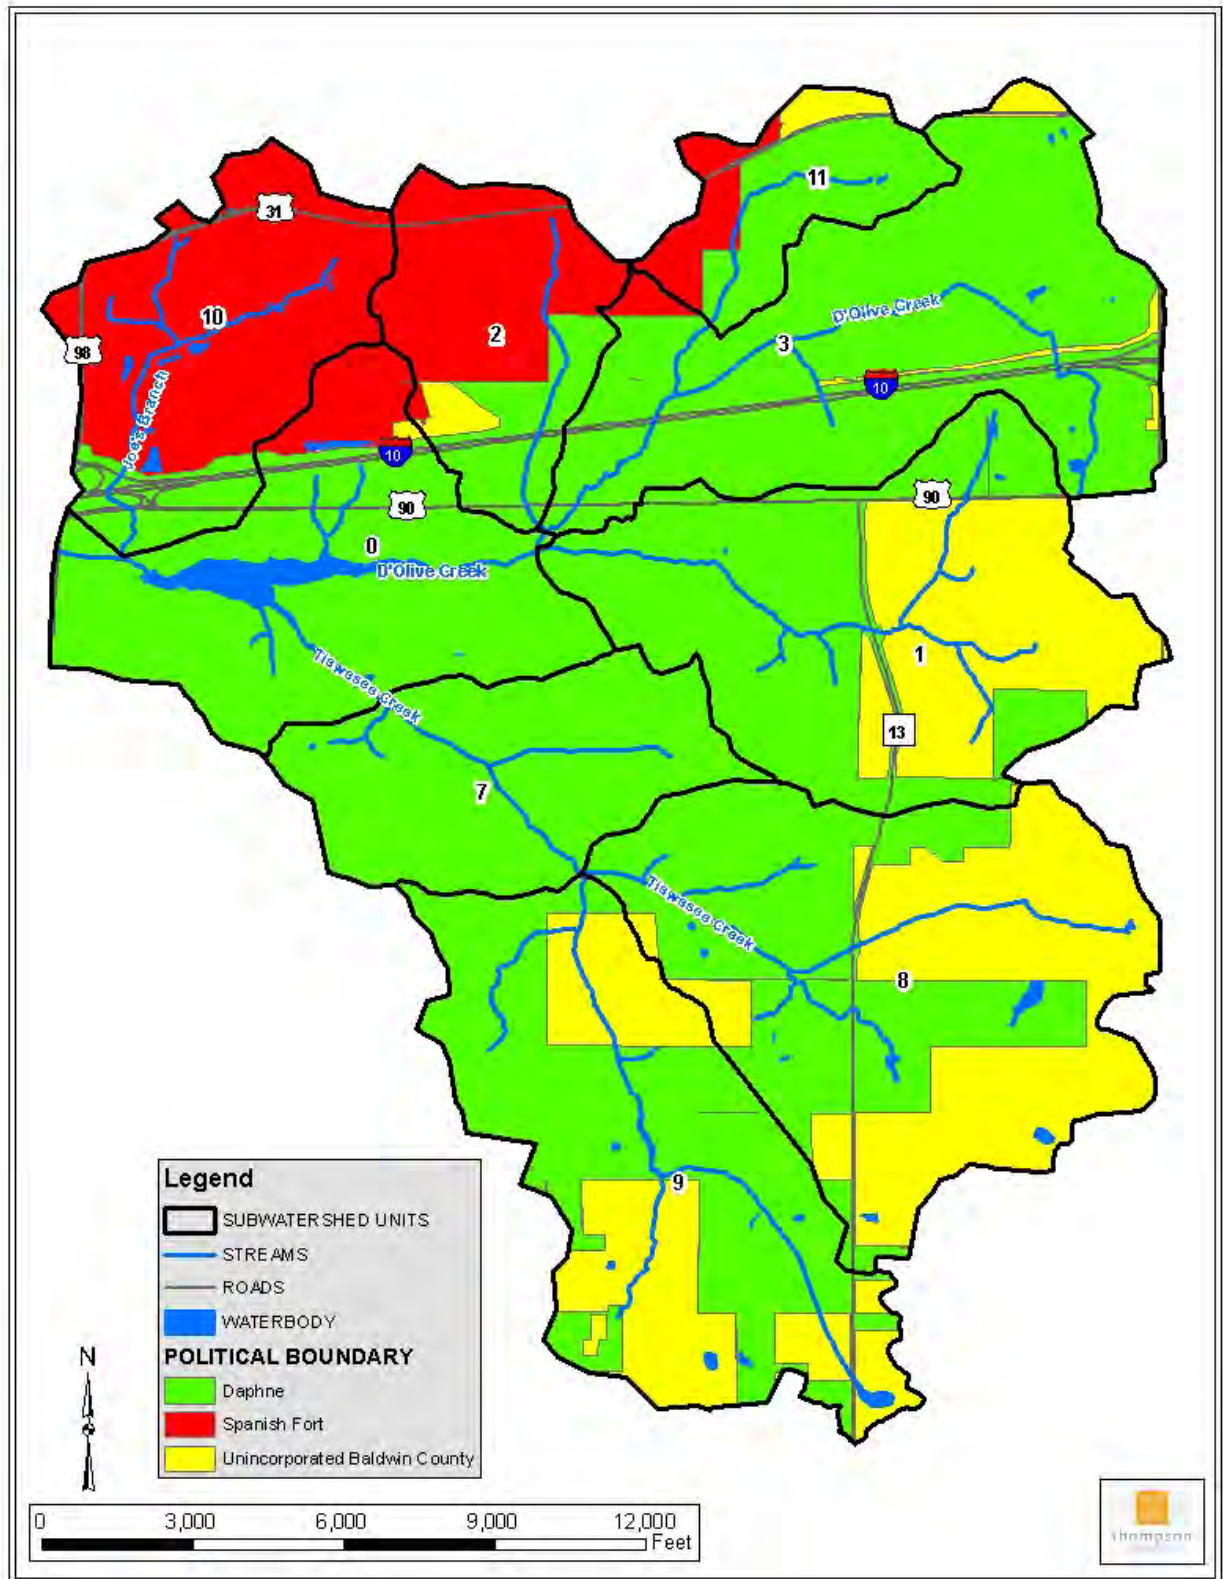 11
31
10
2
D'Olive Creek
3
98
10
Joe's Branch
10
90
90
0
D'Olive Creek
1
Tiawasee Creek
13
7
Tiawasee Creek
8
9
Legend
SUBWATERSHED UNITS
STREAMS
ROADS
WATERBODY
POLITICAL BOUNDARY
Daphne
Spanish Fort
Unincorporated Baldwin County
N
0 3,000 6,000 9,000 12,000
Feet
thompson